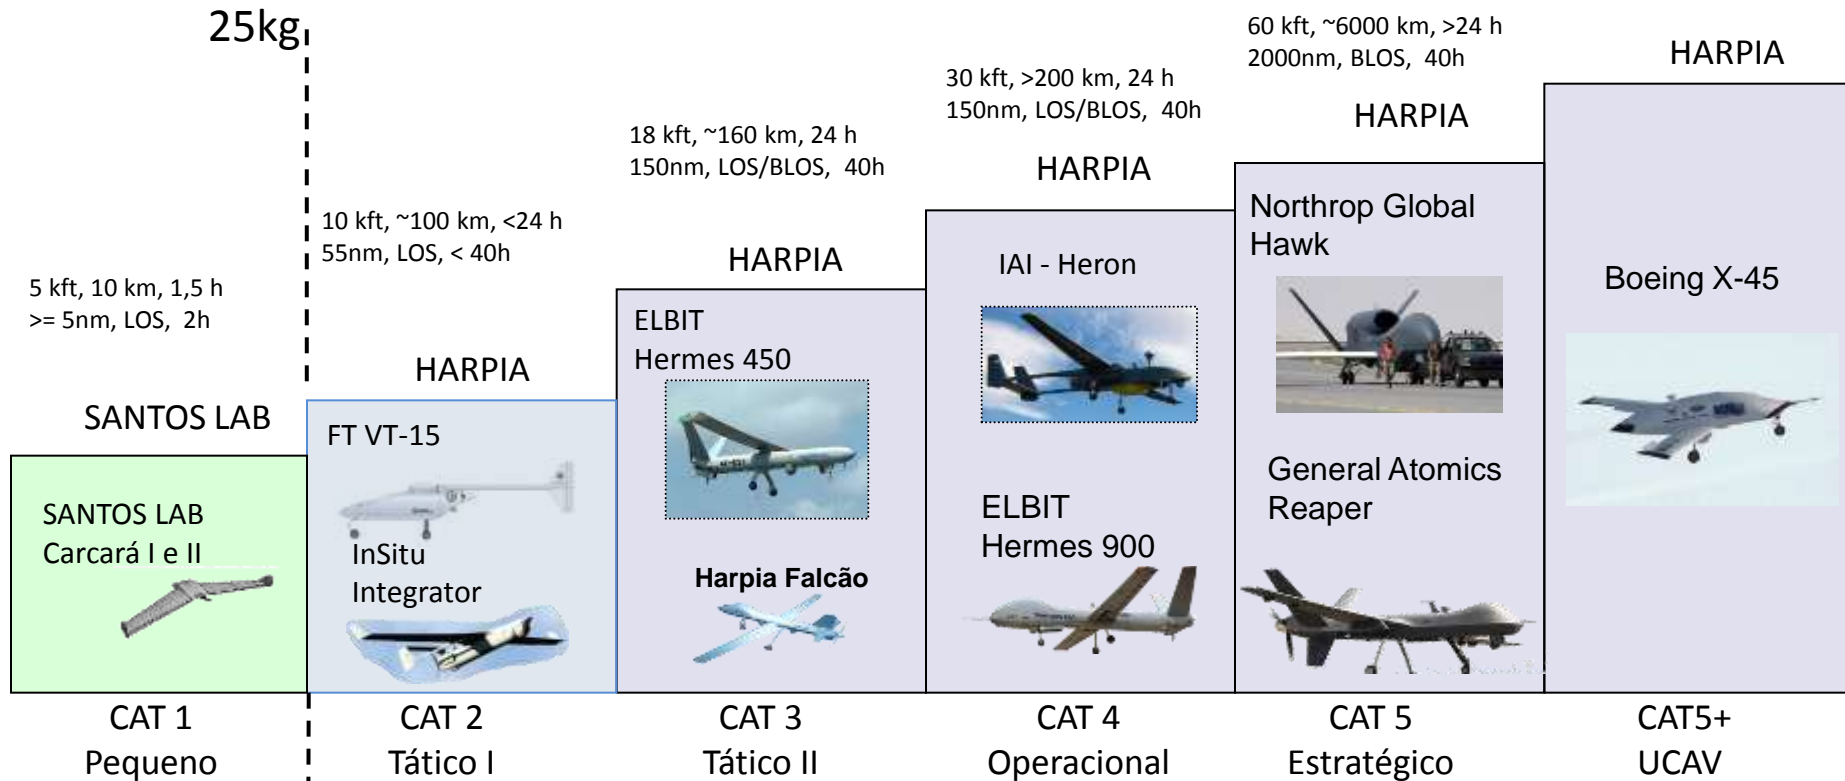 25kg
5 kft, 10 km, 1,5 h
>= 5nm, LOS,  2h
SANTOS LAB
SANTOS LAB
Carcará I e II
CAT 1
Pequeno
10 kft, ~100 km, <24 h
55nm, LOS, < 40h
HARPIA
FT VT-15
InSitu
Integrator
CAT 2
Tático I
18 kft, ~160 km, 24 h
150nm, LOS/BLOS,  40h
HARPIA
ELBIT
Hermes 450
Harpia Falcão
CAT 3
Tático II
30 kft, >200 km, 24 h
150nm, LOS/BLOS,  40h
HARPIA
IAI - Heron
ELBIT
Hermes 900
CAT 4
Operacional
60 kft, ~6000 km, >24 h
2000nm, BLOS,  40h
HARPIA
Northrop Global
Hawk
General Atomics
Reaper
CAT 5
Estratégico
HARPIA
Boeing X-45
CAT5+
UCAV